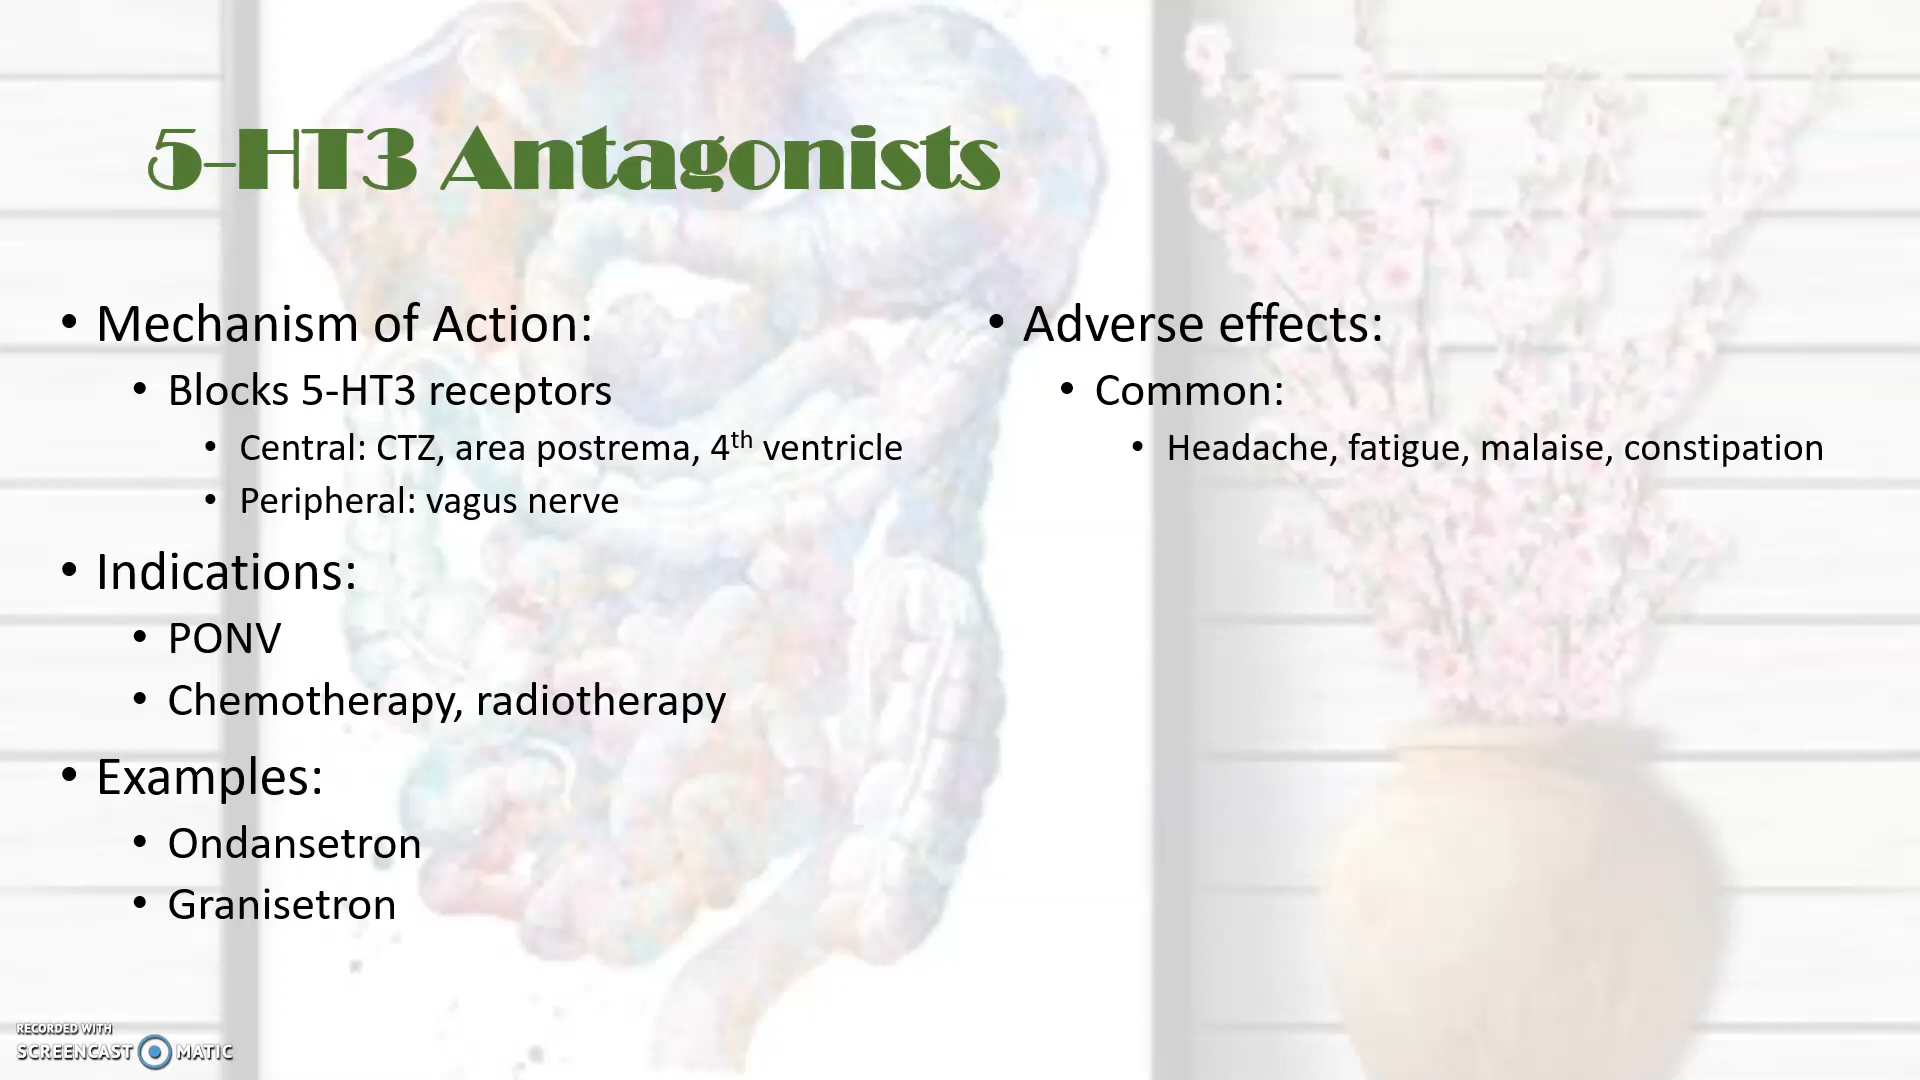 5-HT3 Antagonists
• Mechanism of Action:
• Blocks 5-HT3 receptors
• Central: CTZ, area postrema, 4th ventricle
• Peripheral: vagus nerve
• Indications:
• PONV
• Chemotherapy, radiotherapy
• Examples:
• Ondansetron
• Granisetron
• Adverse effects:
• Common:
• Headache, fatigue, malaise, constipation
RECORDED WITH
SCREENCAST MATIC